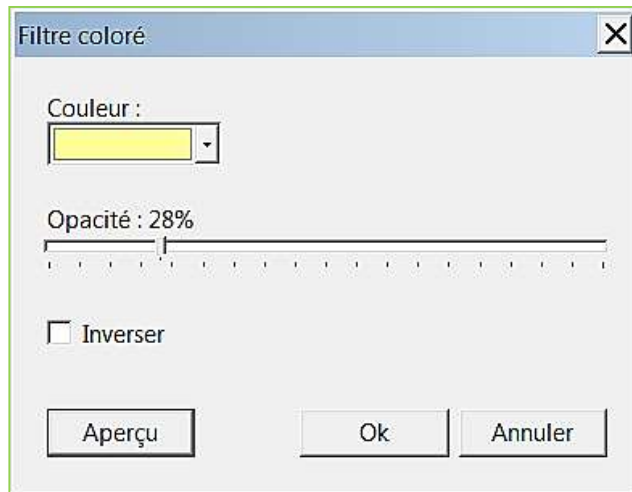 Filtre coloré
Couleur :
Opacité : 28%
Inverser
Aperçu Ok Annuler